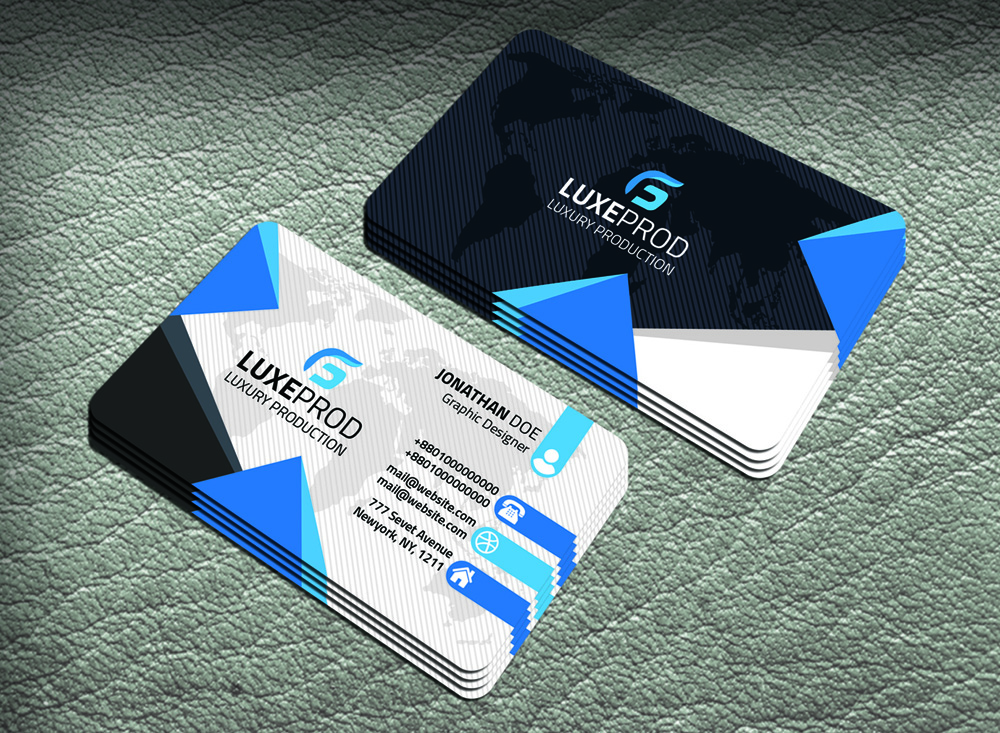 LUXEPROD
LUXURY PRODUCTION
LUXEPROD
LUXURY PRODUCTION
JONATHAN DOE
Graphic Designer
+8801000000000
+8801000000000
mail@website.com
mail@website.com
777 Sevet Avenue
Newyork, NY, 1211